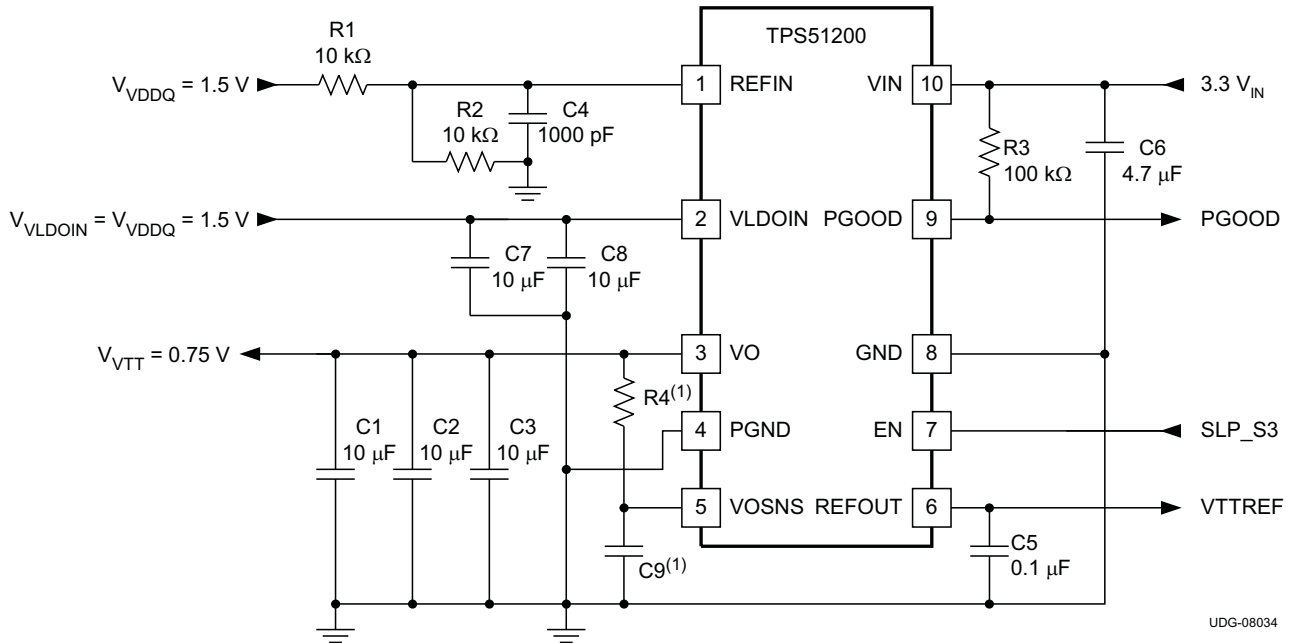 TPS51200
R1
10 kΩ
V_VDDQ = 1.5 V
1 REFIN
VIN 10
3.3 V_IN
R2
10 kΩ
C4
1000 pF
R3
100 kΩ
C6
4.7 µF
V_VLDOIN = V_VDDQ = 1.5 V
2 VLDOIN
PGOOD 9
PGOOD
C7
10 µF
C8
10 µF
V_VTT = 0.75 V
3 VO
GND 8
R4(1)
C1
10 µF
C2
10 µF
C3
10 µF
4 PGND
EN 7
SLP_S3
5 VOSNS
REFOUT 6
VTTREF
C9(1)
C5
0.1 µF
UDG-08034